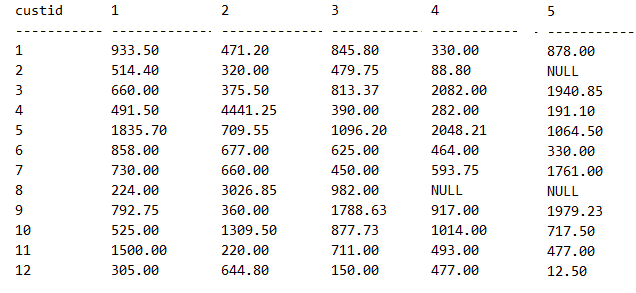 custid 1 2 3 4 5
----------- ------------ ------------ ------------ ------------ - ------------
1 933.50 471.20 845.80 330.00 878.00
2 514.40 320.00 479.75 88.80 NULL
3 660.00 375.50 813.37 2082.00 1940.85
4 491.50 4441.25 390.00 282.00 191.10
5 1835.70 709.55 1096.20 2048.21 1064.50
6 858.00 677.00 625.00 464.00 330.00
7 730.00 660.00 450.00 593.75 1761.00
8 224.00 3026.85 982.00 NULL NULL
9 792.75 360.00 1788.63 917.00 1979.23
10 525.00 1309.50 877.73 1014.00 717.50
11 1500.00 220.00 711.00 493.00 477.00
12 305.00 644.80 150.00 477.00 12.50